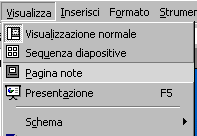 Visualizza Inserisci Formato Strumen
Visualizzazione normale
Sequenza diapositive
Pagina note
Presentazione F5
Schema